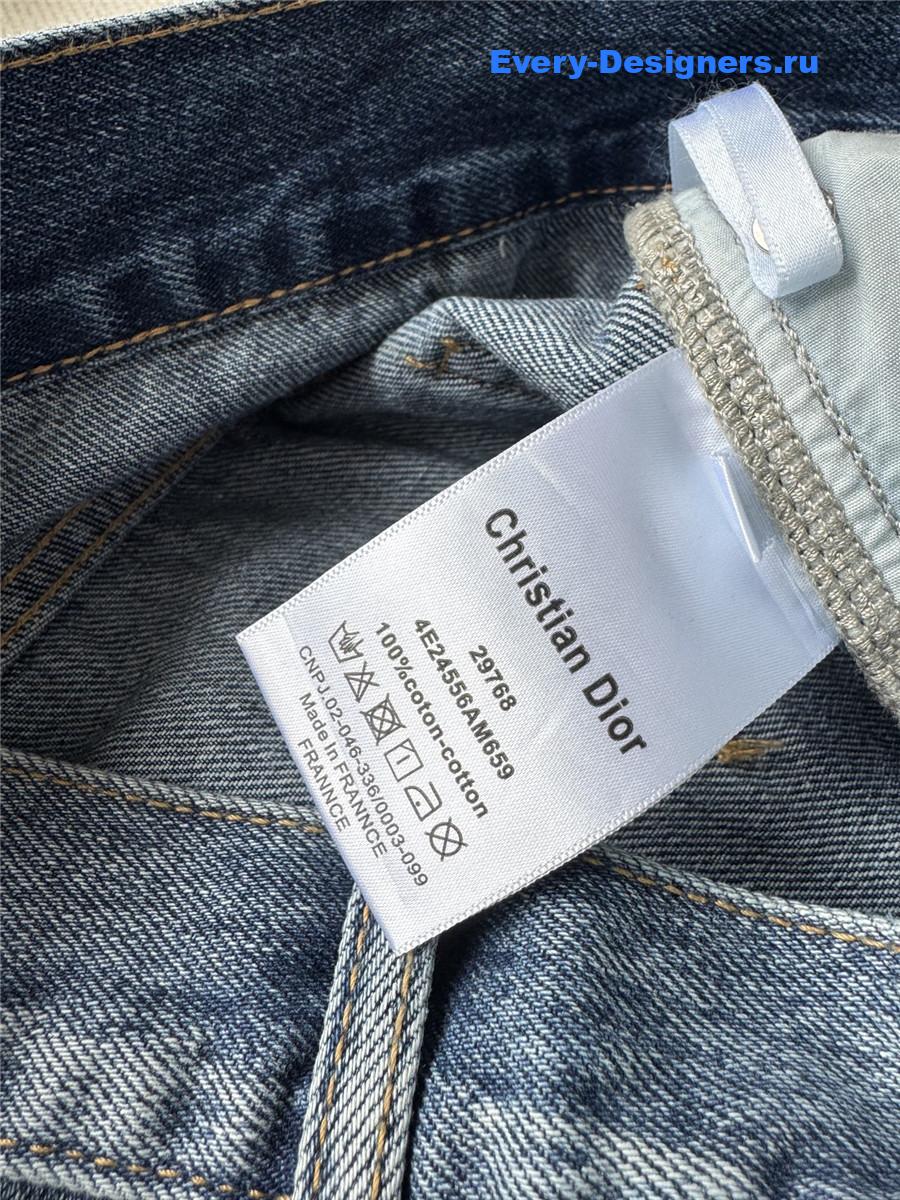 Every-Designers.ru
Christian Dior
29768
4E24556AM659
100%coton-cotton
CNPJ.02-046-336/0003-099
Made In FRANNCE
FRANNCE